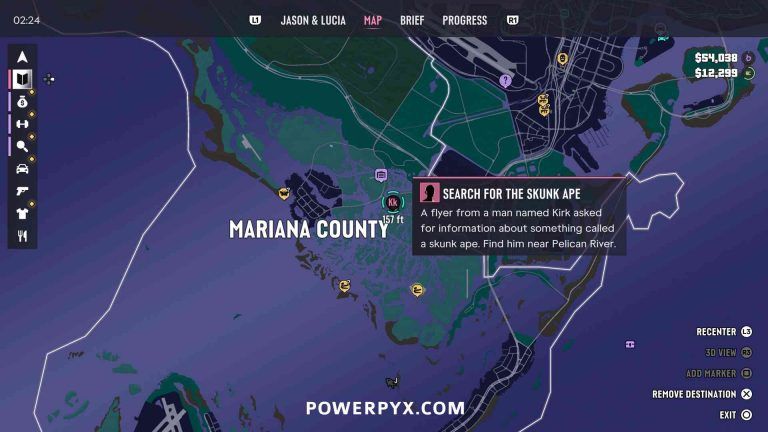 02:24
L1 JASON & LUCIA MAP BRIEF PROGRESS R1
$54,038
$12,299
SEARCH FOR THE SKUNK APE
A flyer from a man named Kirk asked
for information about something called
a skunk ape. Find him near Pelican River.
Kk
157 ft
MARIANA COUNTY
RECENTER L3
3D VIEW R3
ADD MARKER
REMOVE DESTINATION
EXIT
POWERPYX.COM